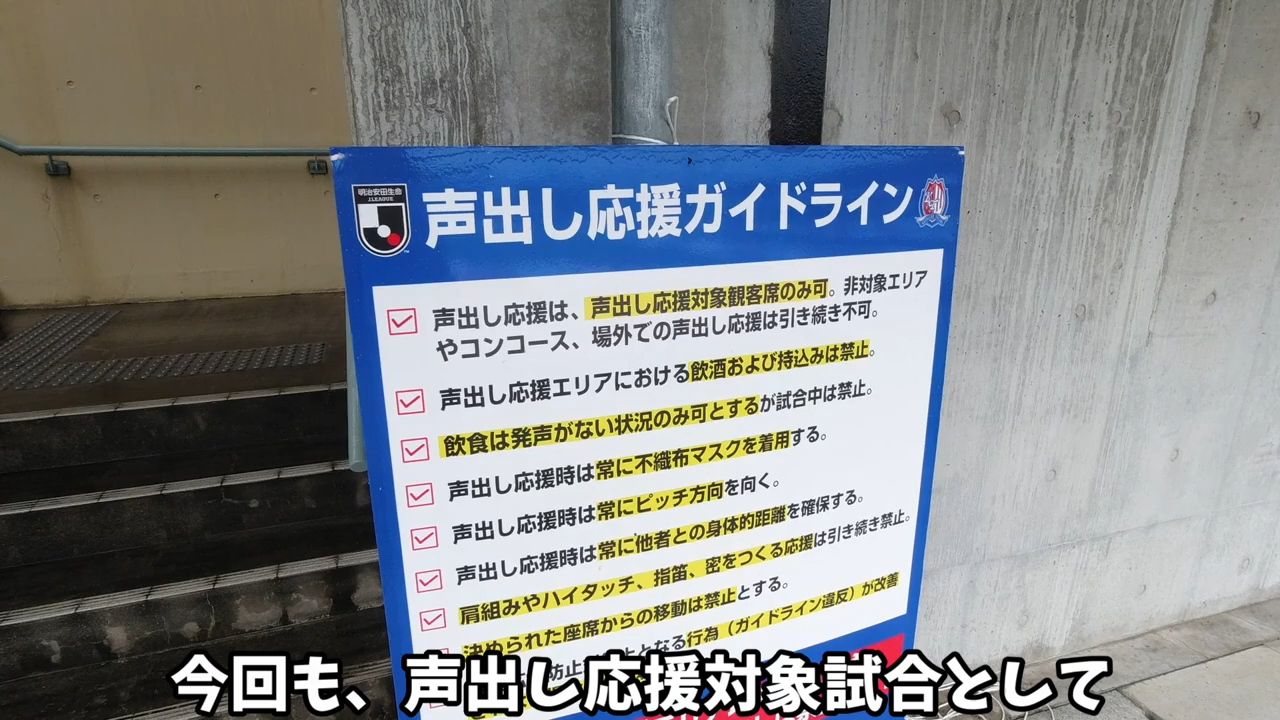 明治安田生命
J.LEAGUE
声出し応援ガイドライン
声出し応援は、声出し応援対象観客席のみ可。非対象エリア
やコンコース、場外での声出し応援は引き続き不可。
声出し応援エリアにおける飲酒および持込みは禁止。
飲食は発声がない状況のみ可とするが試合中は禁止。
声出し応援時は常に不織布マスクを着用する。
声出し応援時は常にピッチ方向を向く。
声出し応援時は常に他者との身体的距離を確保する。
肩組みやハイタッチ、指笛、密をつくる応援は引き続き禁止。
決められた座席からの移動は禁止とする。
となる行為（ガイドライン違反）が改善
今回も、声出し応援対象試合として